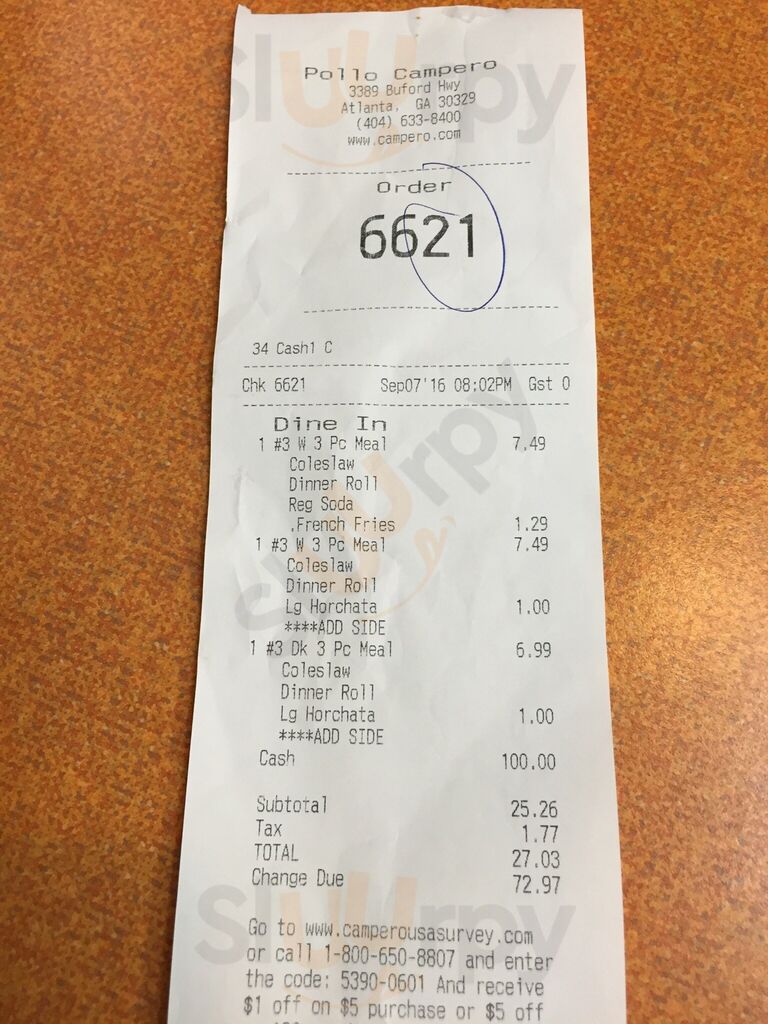 Pollo Campero
3389 Buford Hwy
Atlanta, GA 30329
(404) 633-8400
www.campero.com
Order
6621
34 Cash1 C
Chk 6621 Sep07'16 08:02PM Gst 0
Dine In
1 #3 W 3 Pc Meal 7.49
Coleslaw
Dinner Roll
Reg Soda
.French Fries 1.29
1 #3 W 3 Pc Meal 7.49
Coleslaw
Dinner Roll
Lg Horchata 1.00
****ADD SIDE
1 #3 Dk 3 Pc Meal 6.99
Coleslaw
Dinner Roll
Lg Horchata 1.00
****ADD SIDE
Cash 100.00
Subtotal 25.26
Tax 1.77
TOTAL 27.03
Change Due 72.97
Go to www.camperousasurvey.com
or call 1-800-650-8807 and enter
the code: 5390-0601 And receive
$1 off on $5 purchase or $5 off
Sluurpy
Sluurpy
Sluurpy